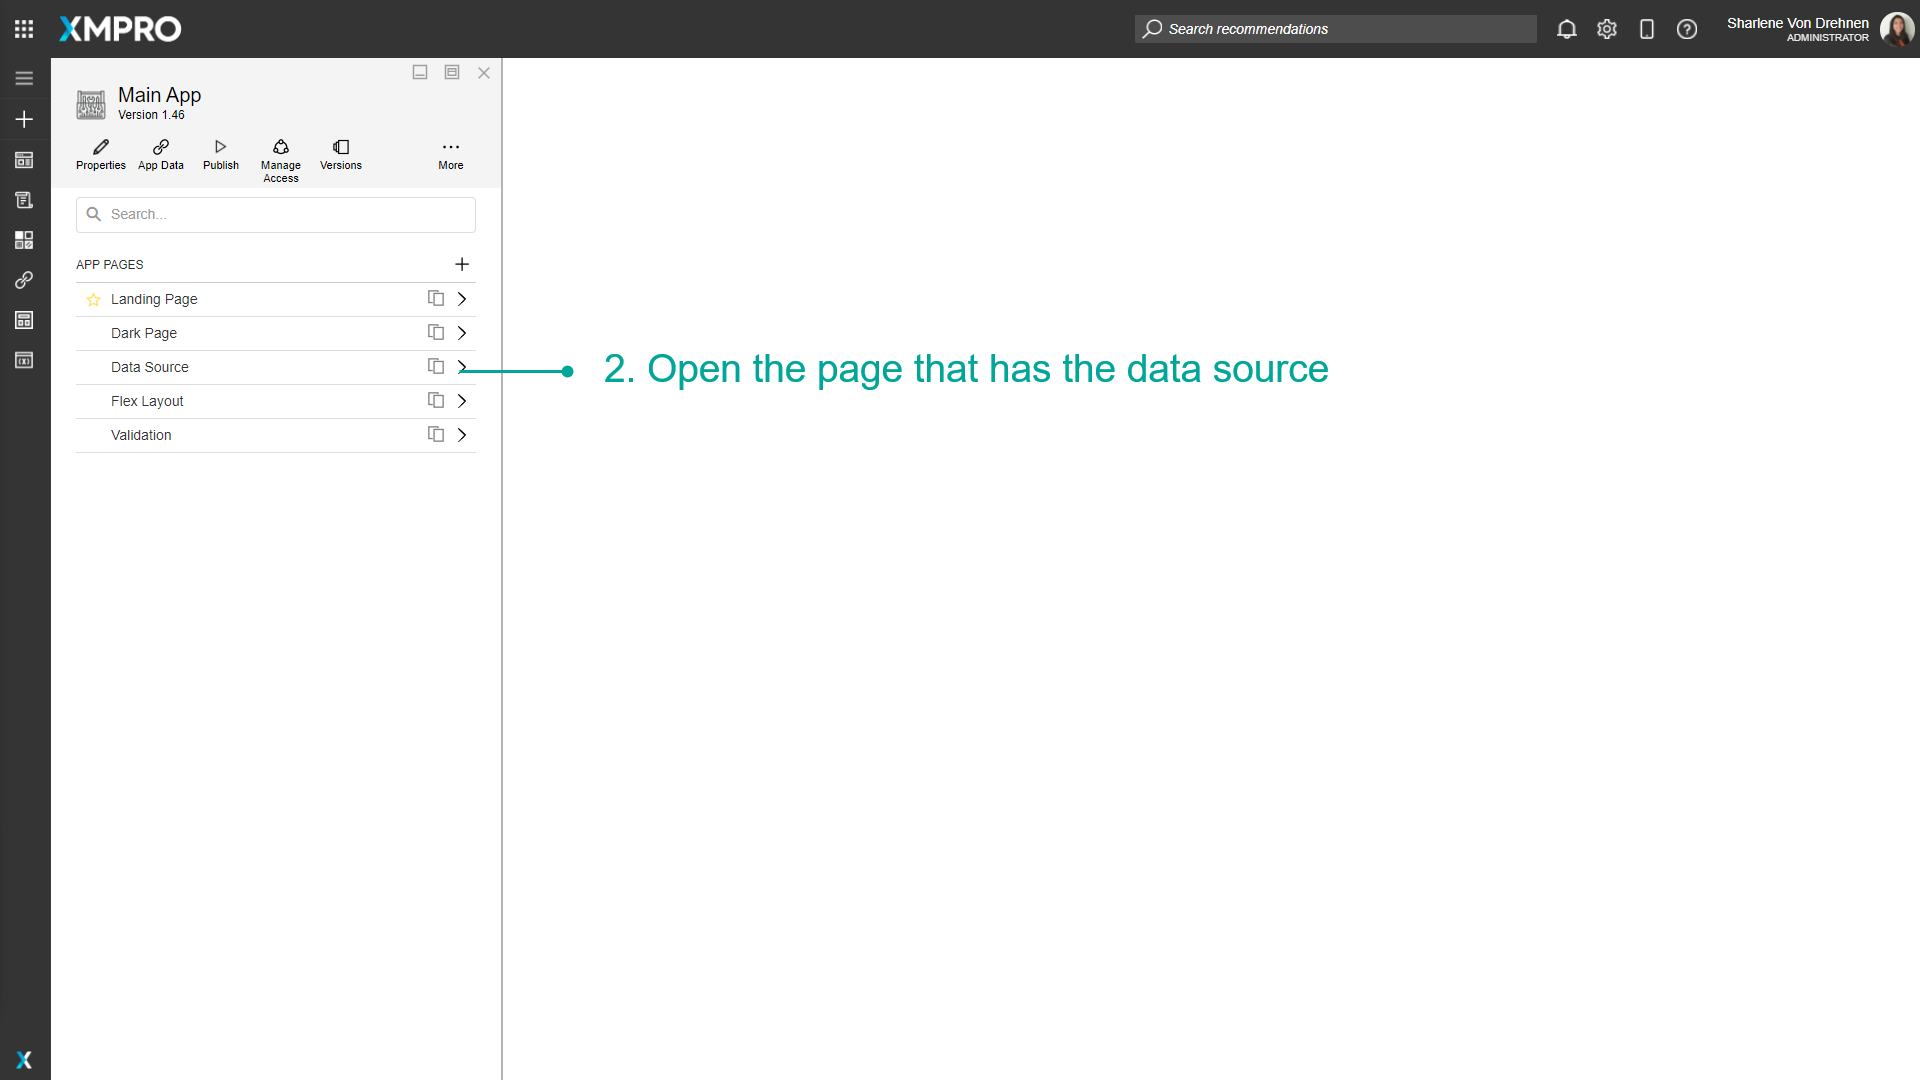 XMPRO
Search recommendations
Sharlene Von Drehnen
ADMINISTRATOR
Main App
Version 1.46
Properties
App Data
Publish
Manage
Access
Versions
More
Search...
APP PAGES
Landing Page
Dark Page
Data Source
2. Open the page that has the data source
Flex Layout
Validation